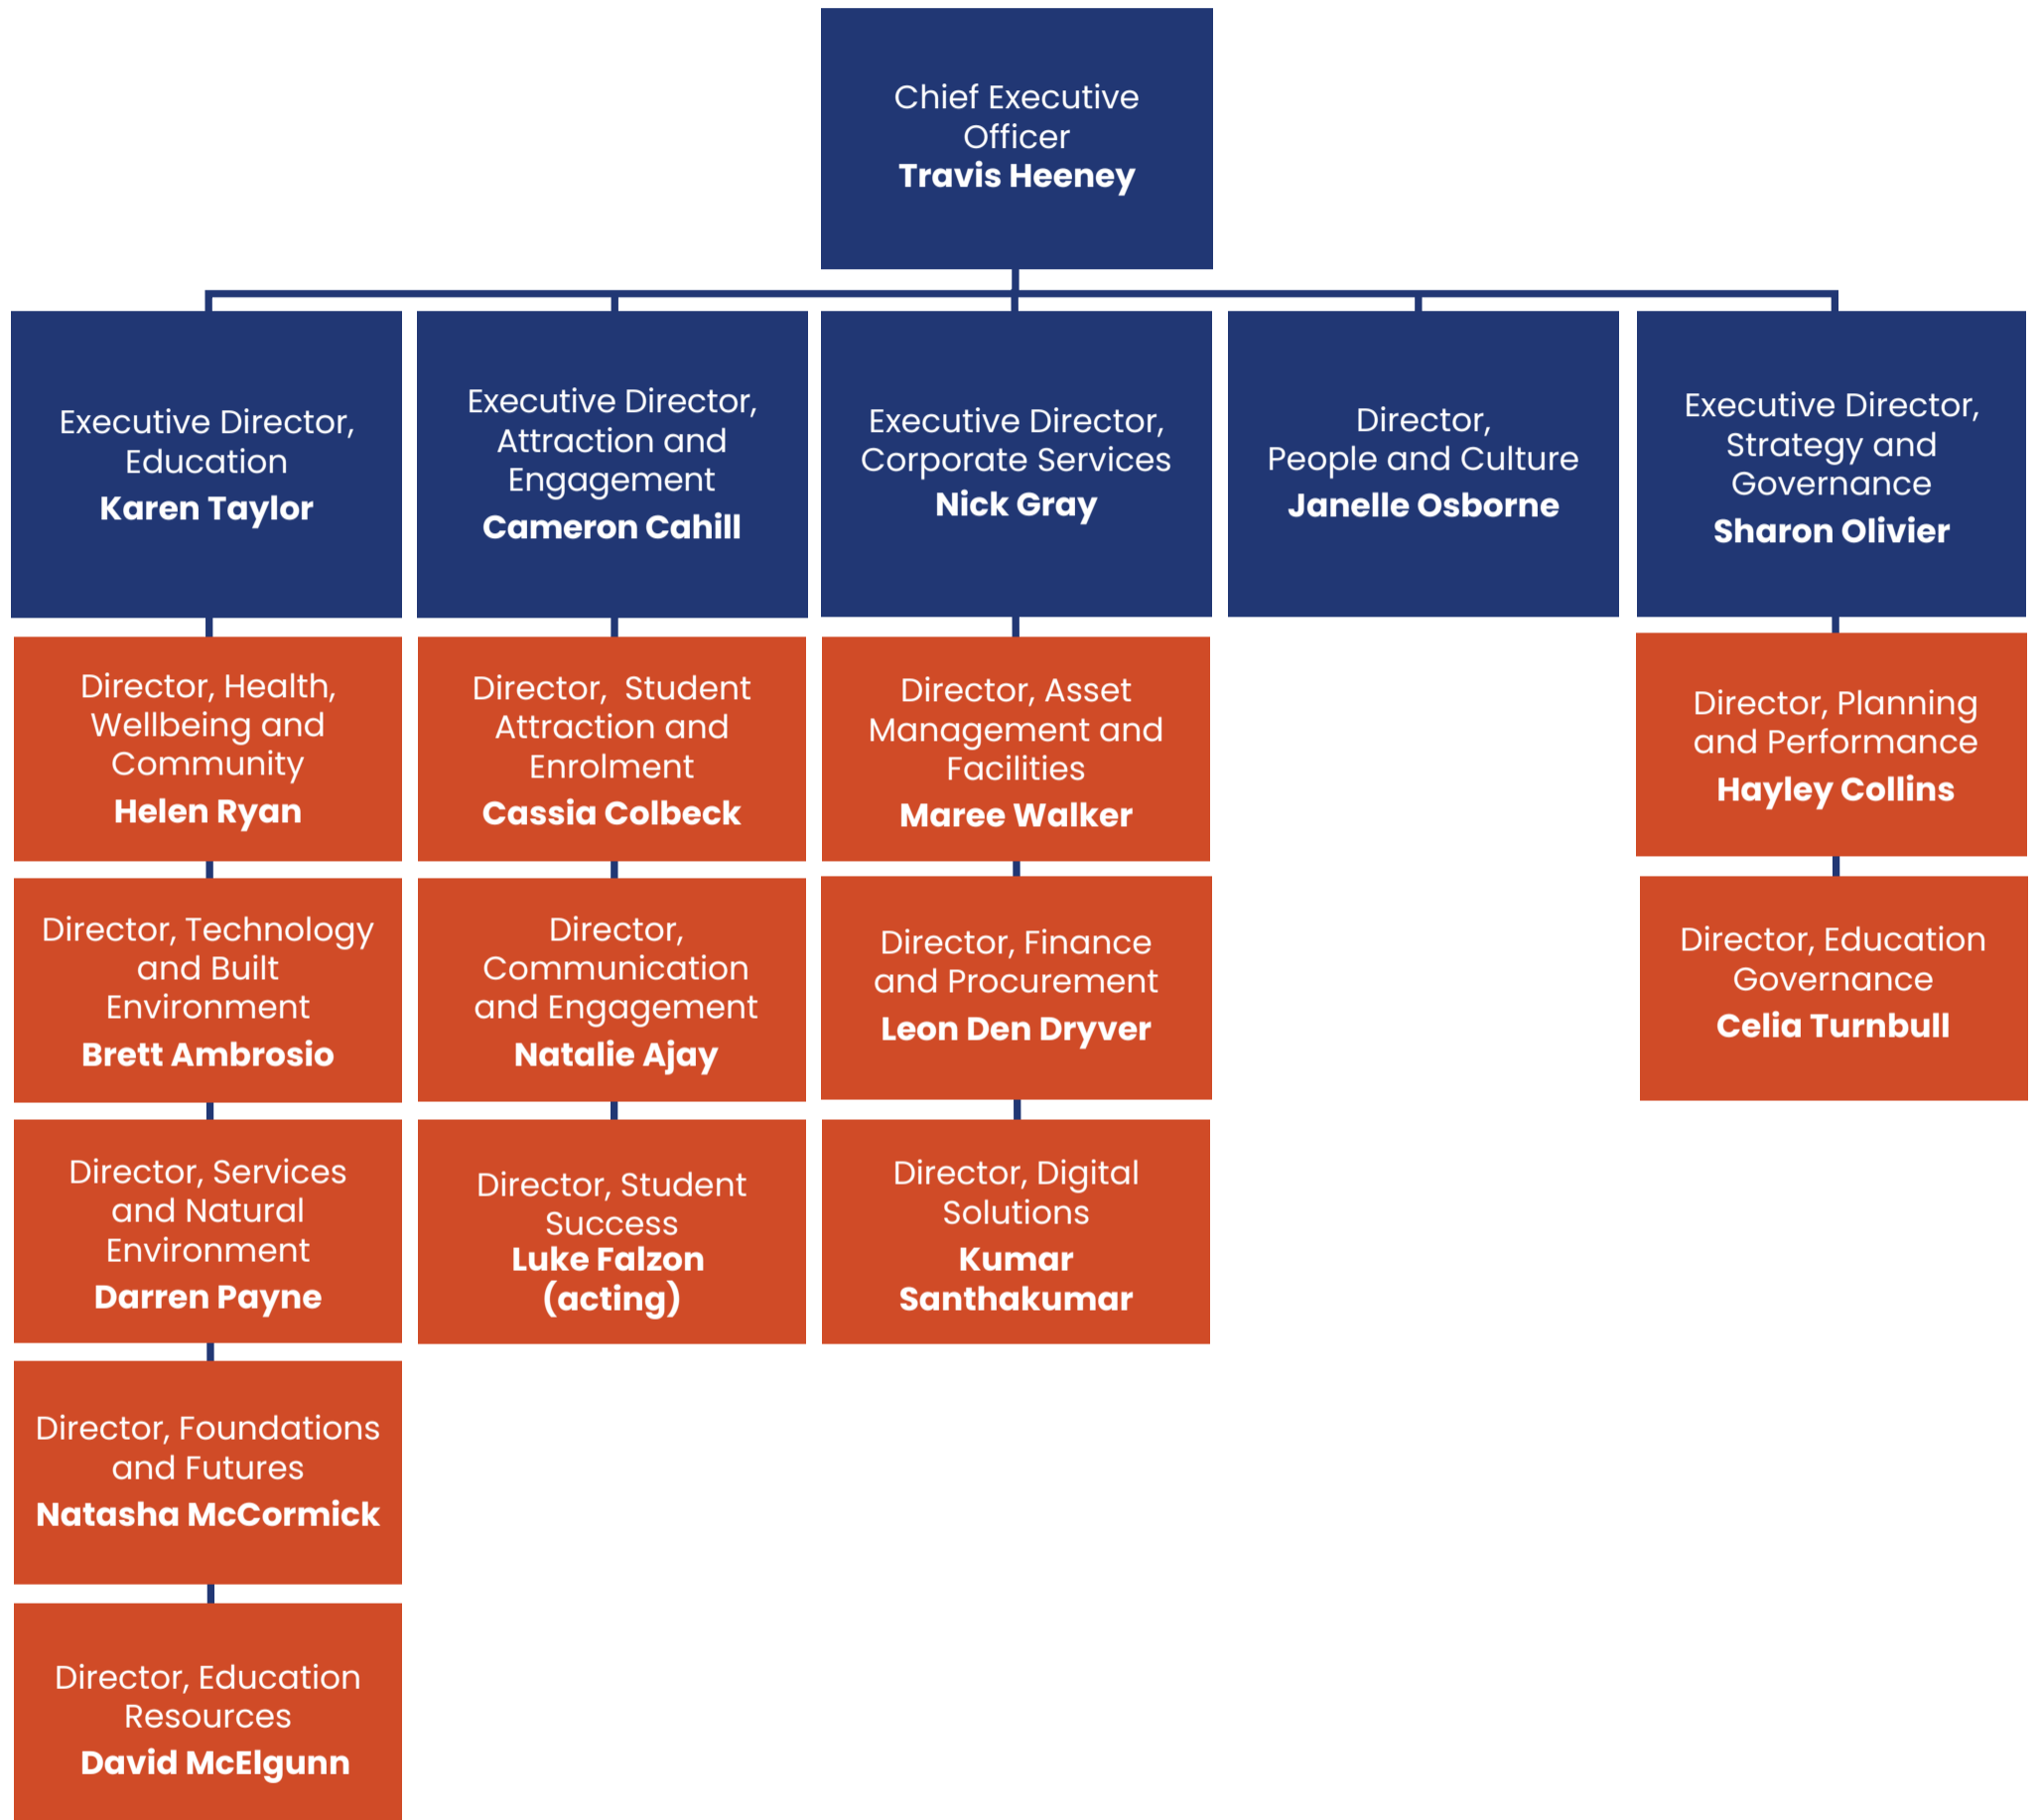 Chief Executive
Officer
Travis Heeney
Executive Director,
Education
Karen Taylor
Executive Director,
Attraction and
Engagement
Cameron Cahill
Executive Director,
Corporate Services
Nick Gray
Director,
People and Culture
Janelle Osborne
Executive Director,
Strategy and
Governance
Sharon Olivier
Director, Health,
Wellbeing and
Community
Helen Ryan
Director, Technology
and Built
Environment
Brett Ambrosio
Director, Services
and Natural
Environment
Darren Payne
Director, Foundations
and Futures
Natasha McCormick
Director, Education
Resources
David McElgunn
Director, Student
Attraction and
Enrolment
Cassia Colbeck
Director,
Communication
and Engagement
Natalie Ajay
Director, Student
Success
Luke Falzon
(acting)
Director, Asset
Management and
Facilities
Maree Walker
Director, Finance
and Procurement
Leon Den Dryver
Director, Digital
Solutions
Kumar
Santhakumar
Director, Planning
and Performance
Hayley Collins
Director, Education
Governance
Celia Turnbull